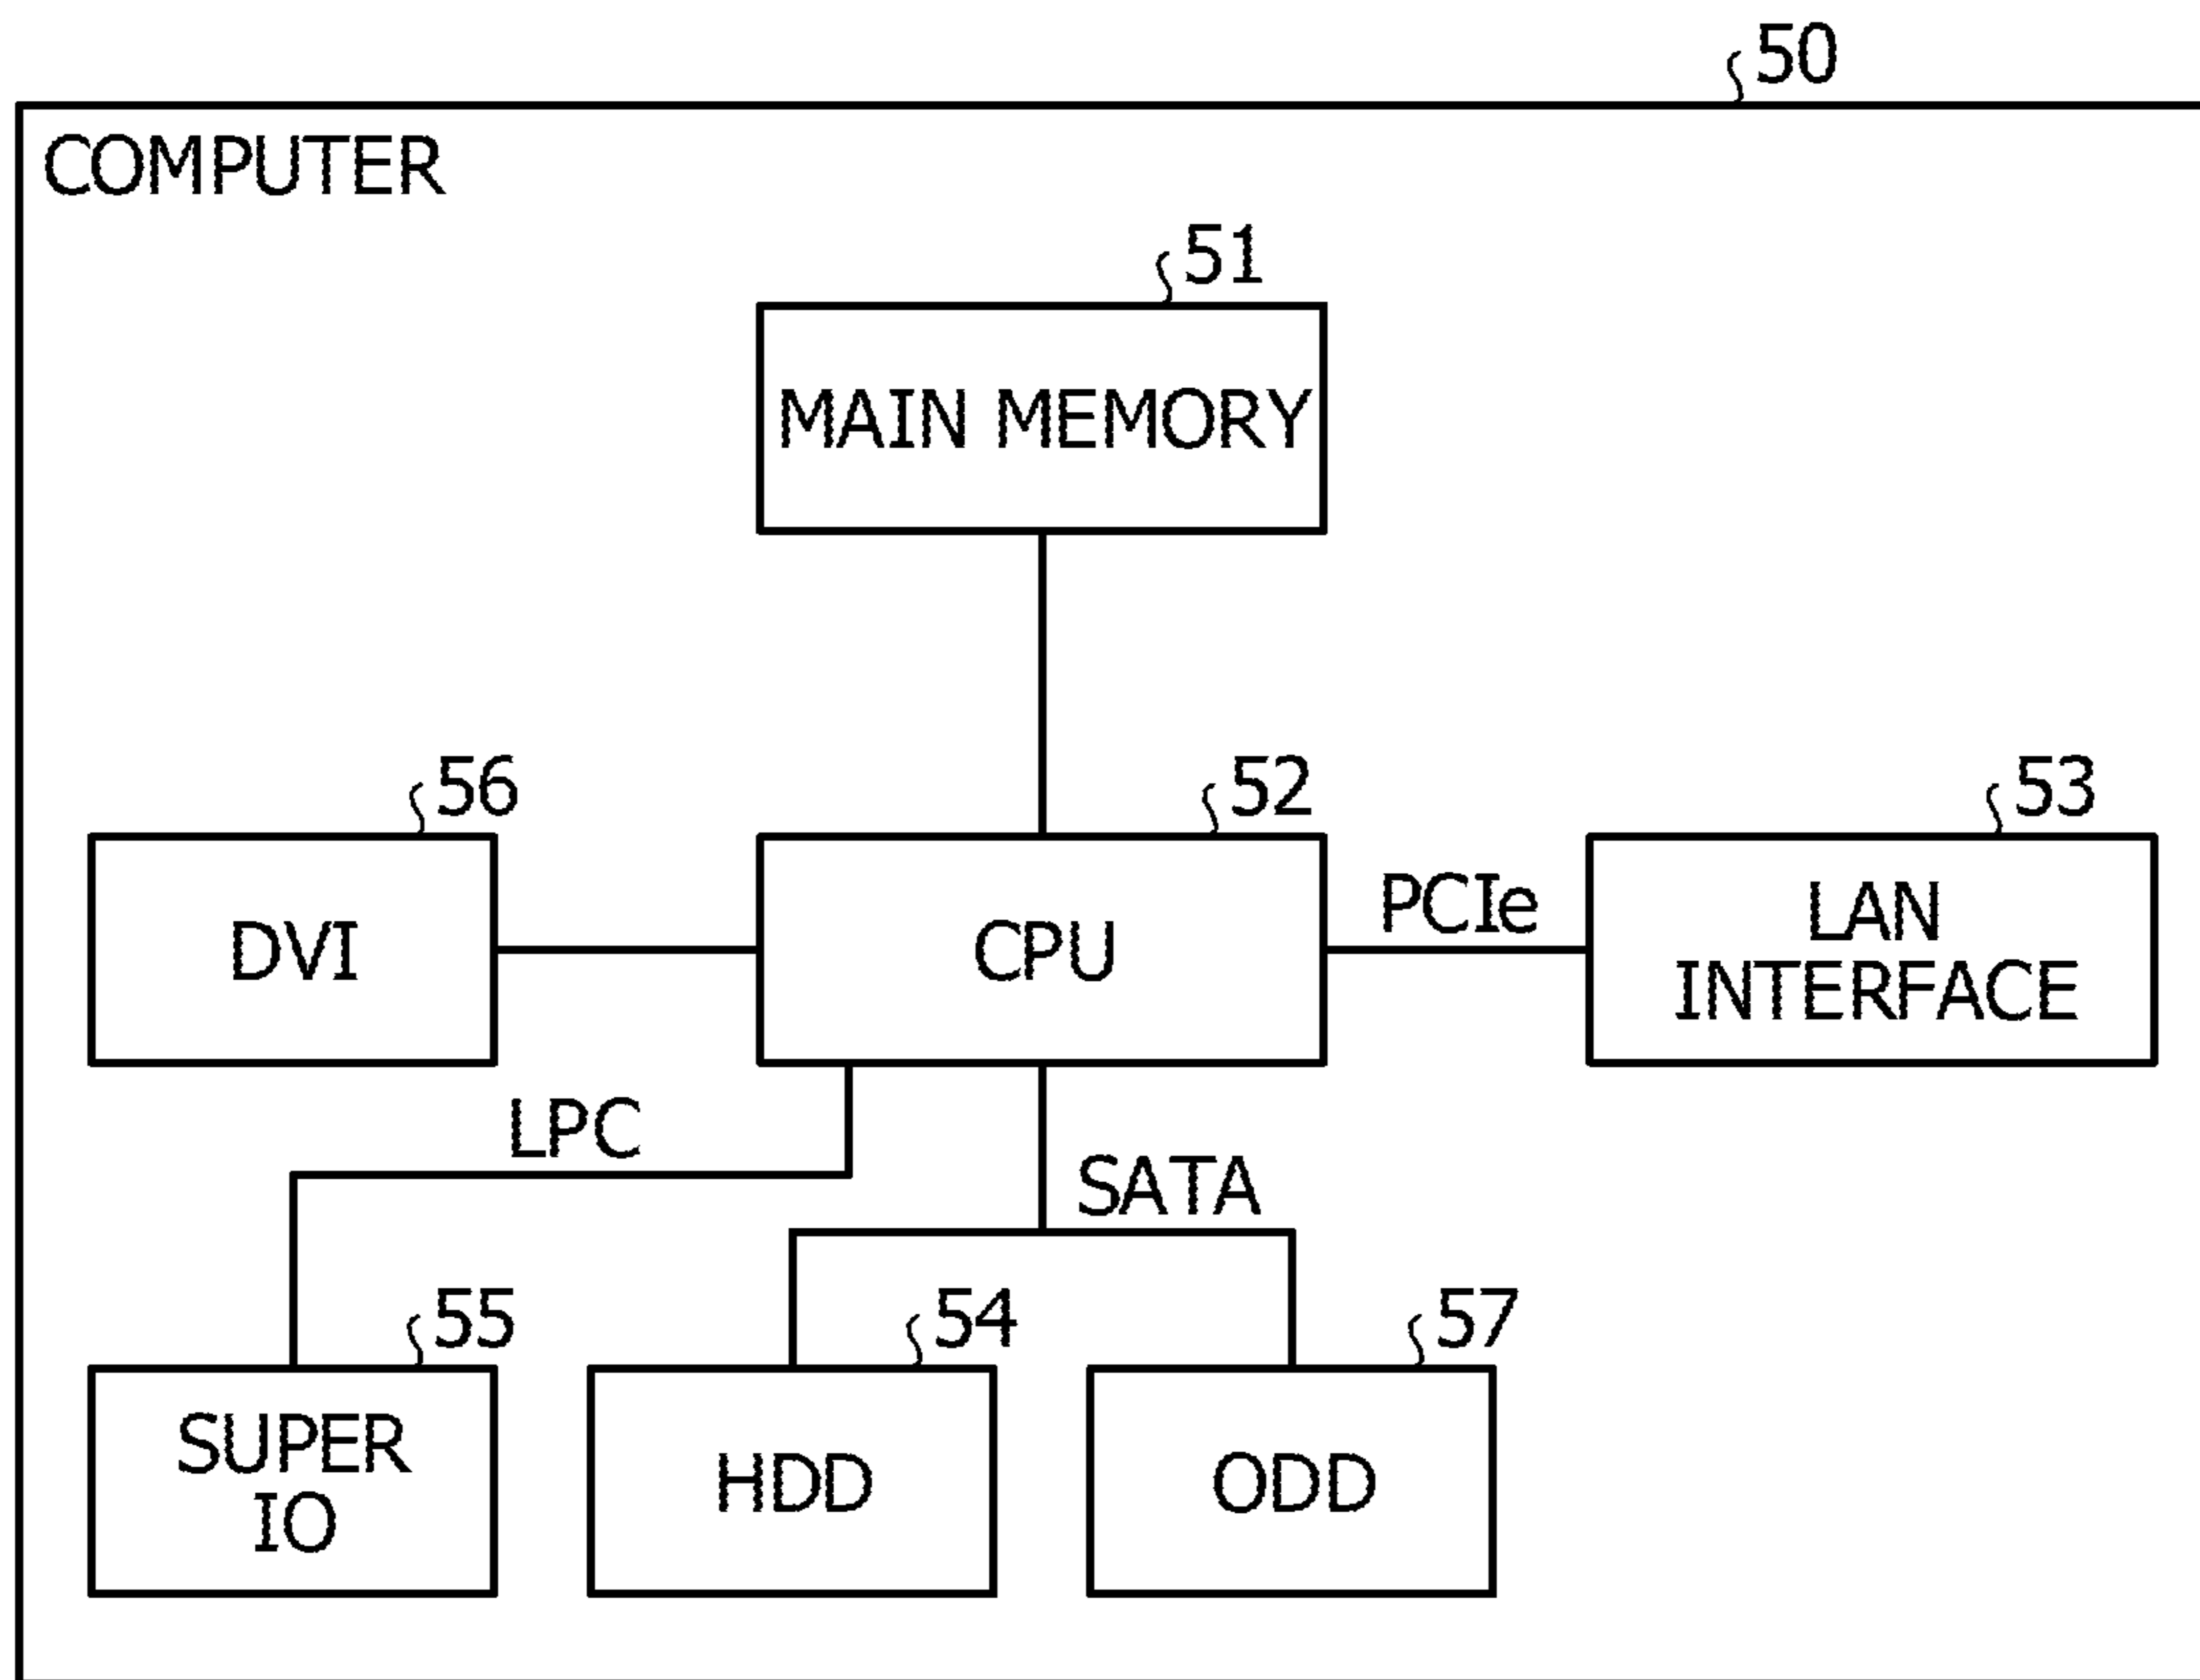 50
COMPUTER
51
MAIN MEMORY
56
52
53
DVI
CPU
PCIe
LAN
INTERFACE
LPC
SATA
55
54
57
SUPER
IO
HDD
ODD